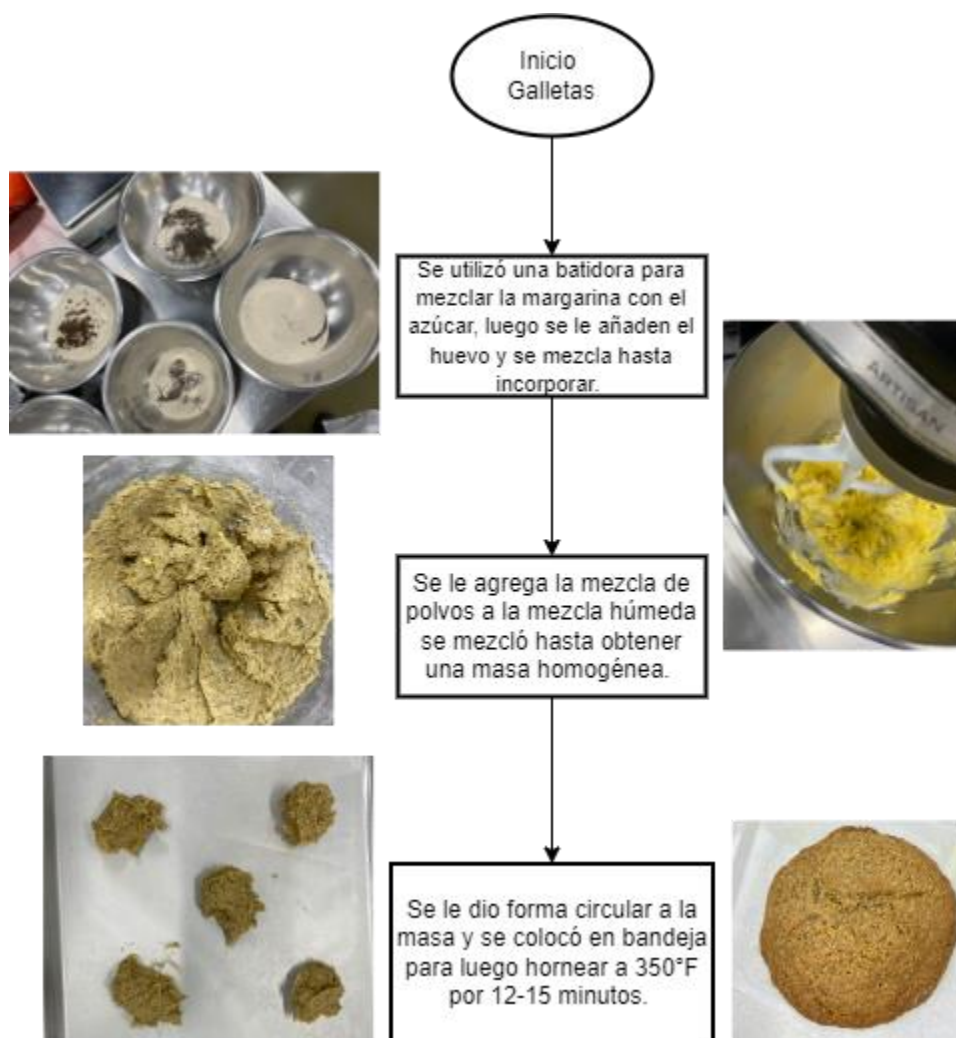 Inicio
Galletas
Se utilizó una batidora para
mezclar la margarina con el
azúcar, luego se le añaden el
huevo y se mezcla hasta
incorporar.
ARTISAN
Se le agrega la mezcla de
polvos a la mezcla húmeda
se mezcló hasta obtener
una masa homogénea.
Se le dio forma circular a la
masa y se colocó en bandeja
para luego hornear a 350°F
por 12-15 minutos.